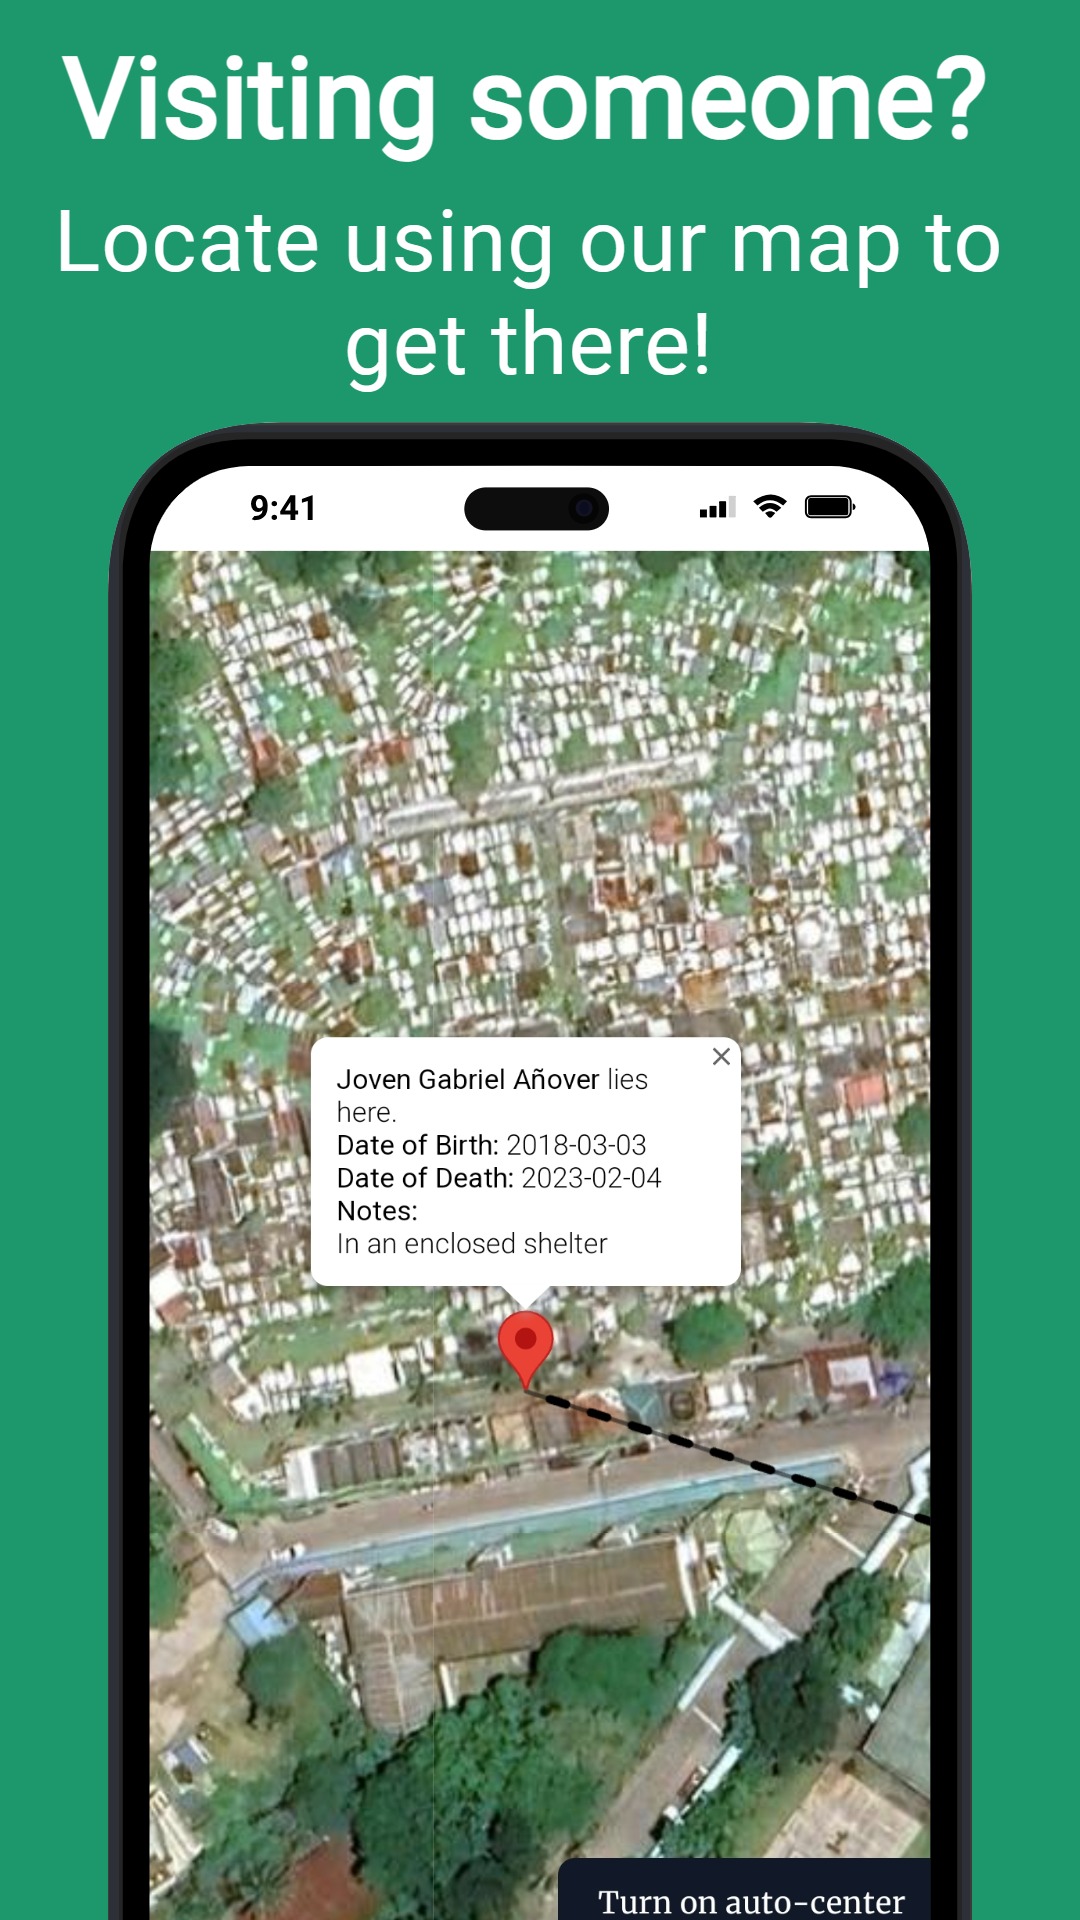 Visiting someone?
Locate using our map to
get there!
9:41
Joven Gabriel Añover lies
here.
Date of Birth: 2018-03-03
Date of Death: 2023-02-04
Notes:
In an enclosed shelter
Turn on auto-center